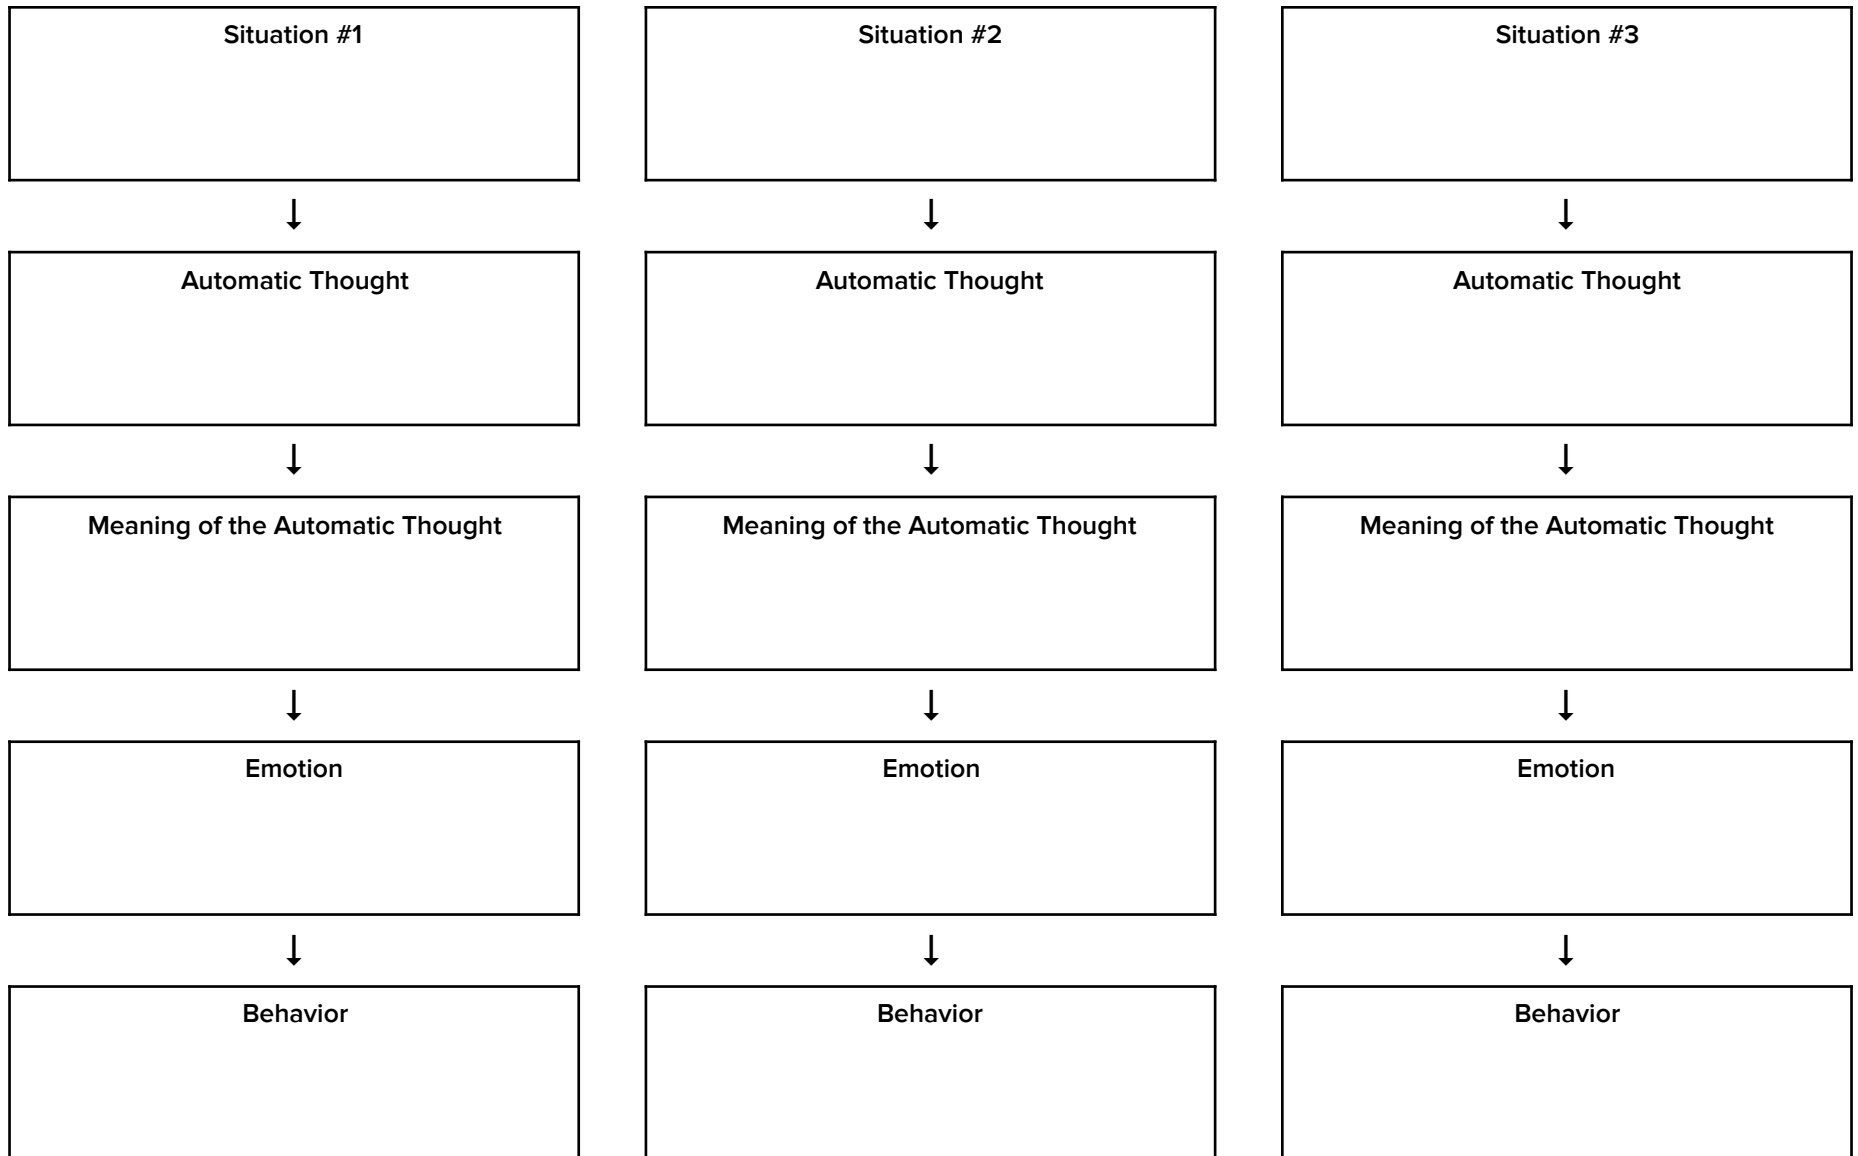 Situation #1
Situation #2
Situation #3
↓
↓
↓
Automatic Thought
Automatic Thought
Automatic Thought
↓
↓
↓
Meaning of the Automatic Thought
Meaning of the Automatic Thought
Meaning of the Automatic Thought
↓
↓
↓
Emotion
Emotion
Emotion
↓
↓
↓
Behavior
Behavior
Behavior